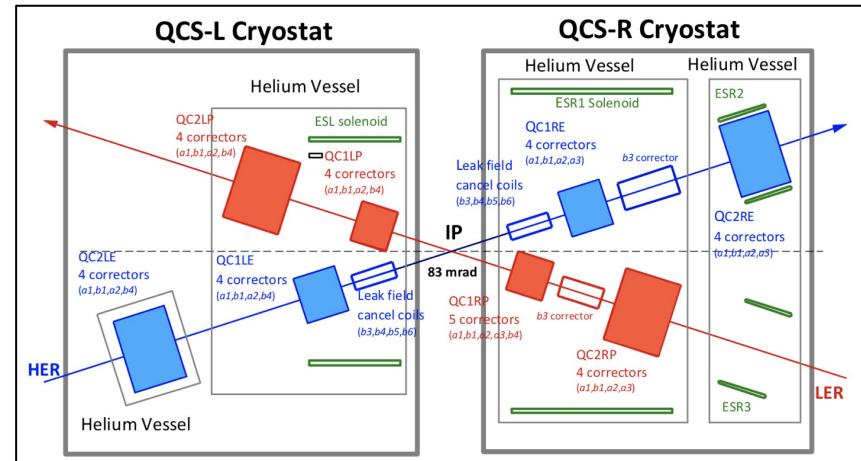 QCS-L Cryostat
QCS-R Cryostat
Helium Vessel
Helium Vessel
Helium Vessel
QC2LP
4 correctors
(a1,b1,a2,b4)
ESL solenoid
QC1LP
4 correctors
(a1,b1,a2,b4)
ESR1 Solenoid
QC1RE
4 correctors
(a1,b1,a2,a3)
b3 corrector
ESR2
Leak field
cancel coils
(b3,b4,b5,b6)
QC2RE
4 correctors
(a1,b1,a2,a3)
IP
83 mrad
QC2LE
4 correctors
(a1,b1,a2,b4)
QC1LE
4 correctors
(a1,b1,a2,b4)
Leak field
cancel coils
(b3,b4,b5,b6)
QC1RP
5 correctors
(a1,b1,a2,a3,b4)
b3 corrector
QC2RP
4 correctors
(a1,b1,a2,a3)
HER
LER
ESR3
Helium Vessel